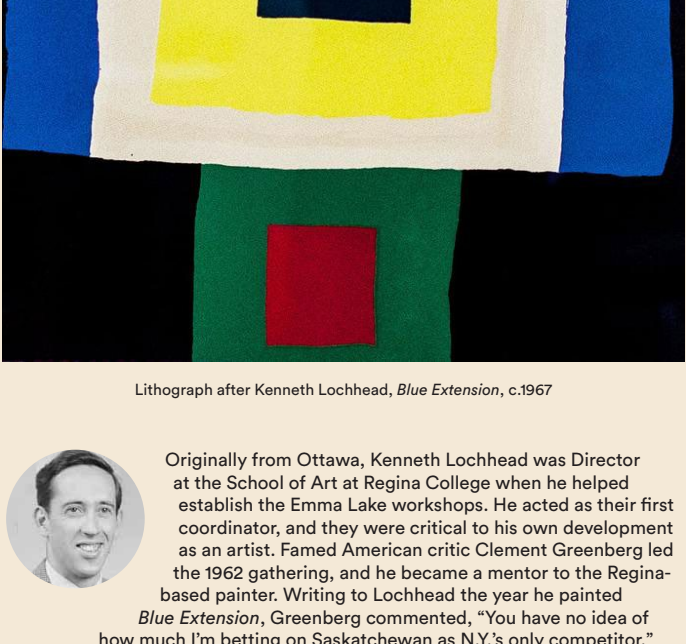 Lithograph after Kenneth Lochhead, Blue Extension, c.1967
Originally from Ottawa, Kenneth Lochhead was Director
at the School of Art at Regina College when he helped
establish the Emma Lake workshops. He acted as their first
coordinator, and they were critical to his own development
as an artist. Famed American critic Clement Greenberg led
the 1962 gathering, and he became a mentor to the Regina-
based painter. Writing to Lochhead the year he painted
Blue Extension, Greenberg commented, “You have no idea of
how much I’m betting on Saskatchewan as N.Y.’s only competitor.”